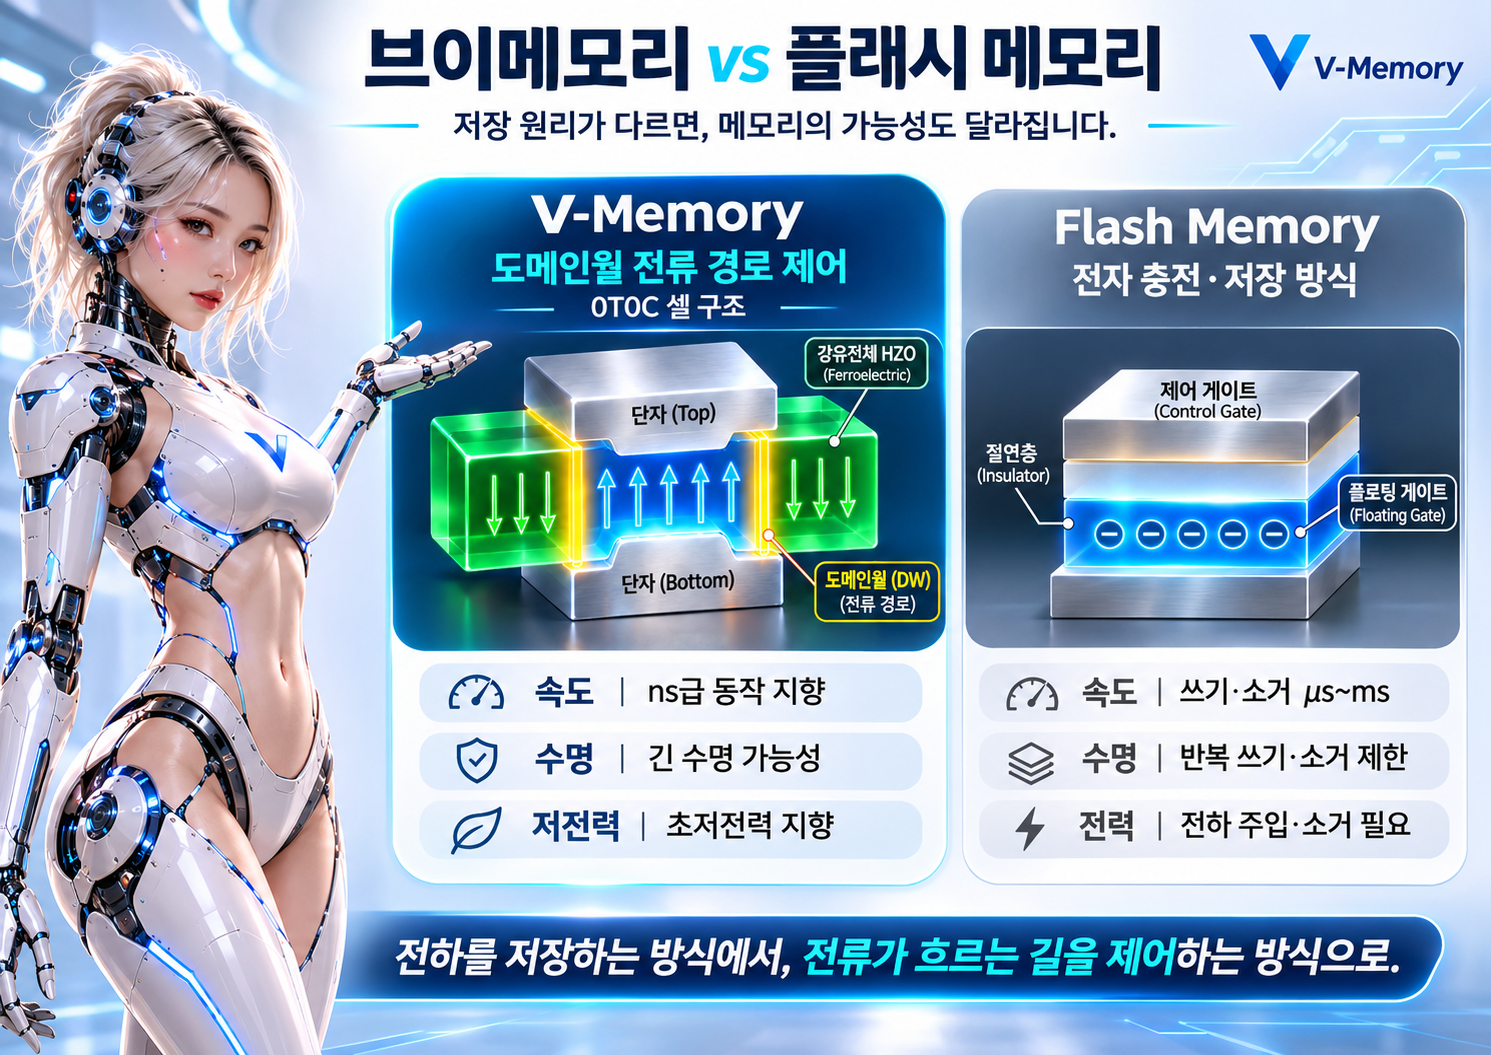 브이메모리 vs 플래시 메모리
V-Memory
저장 원리가 다르면, 메모리의 가능성도 달라집니다.
V-Memory
도메인월 전류 경로 제어
0T0C 셀 구조
강유전체 HZO
(Ferroelectric)
단자 (Top)
단자 (Bottom)
도메인월 (DW)
(전류 경로)
속도 | ns급 동작 지향
수명 | 긴 수명 가능성
저전력 | 초저전력 지향
Flash Memory
전자 충전·저장 방식
제어 게이트
(Control Gate)
절연층
(Insulator)
플로팅 게이트
(Floating Gate)
속도 | 쓰기·소거 μs~ms
수명 | 반복 쓰기·소거 제한
전력 | 전하 주입·소거 필요
전하를 저장하는 방식에서, 전류가 흐르는 길을 제어하는 방식으로.